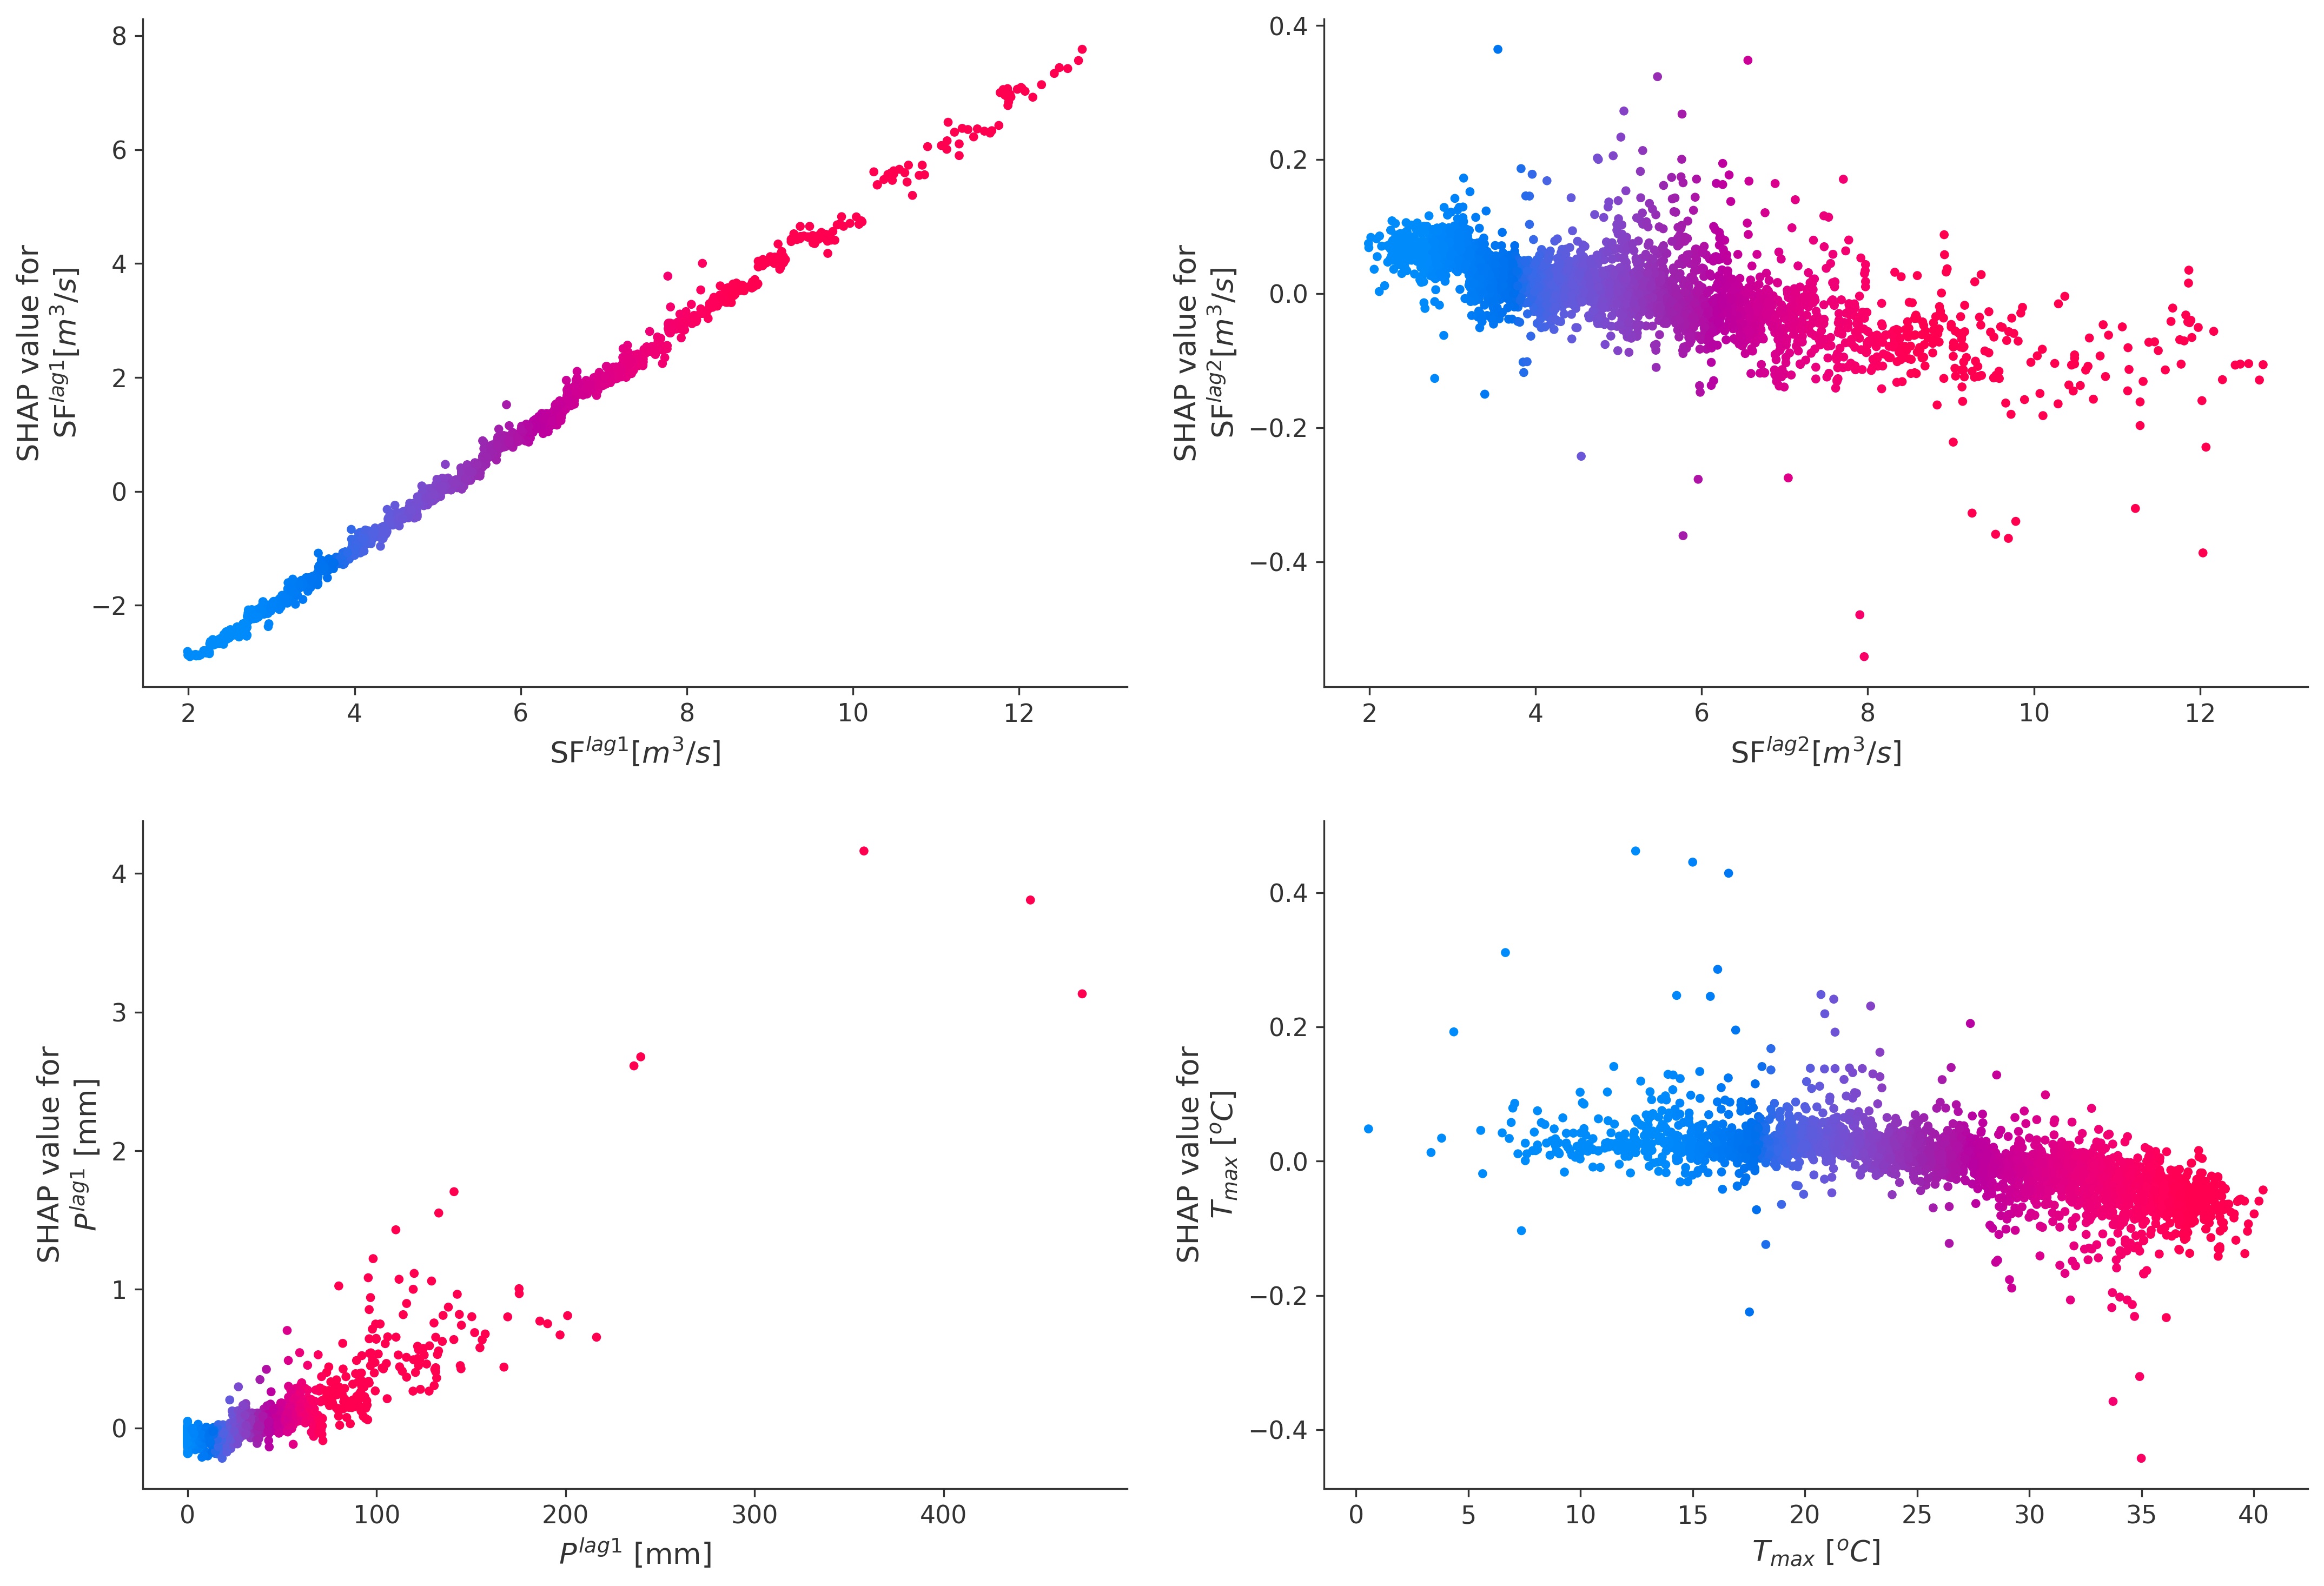 8
6
4
2
0
−2
SHAP value for
SF^lag1[m^3/s]
2 4 6 8 10 12
SF^lag1[m^3/s]
0.4
0.2
0.0
−0.2
−0.4
SHAP value for
SF^lag2[m^3/s]
2 4 6 8 10 12
SF^lag2[m^3/s]
4
3
2
1
0
SHAP value for
P^lag1 [mm]
0 100 200 300 400
P^lag1 [mm]
0.4
0.2
0.0
−0.2
−0.4
SHAP value for
T_max [^oC]
0 5 10 15 20 25 30 35 40
T_max [^oC]